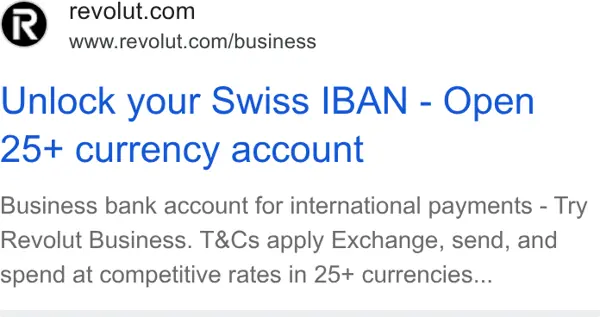 R
revolut.com
www.revolut.com/business
Unlock your Swiss IBAN - Open
25+ currency account
Business bank account for international payments - Try
Revolut Business. T&Cs apply Exchange, send, and
spend at competitive rates in 25+ currencies...